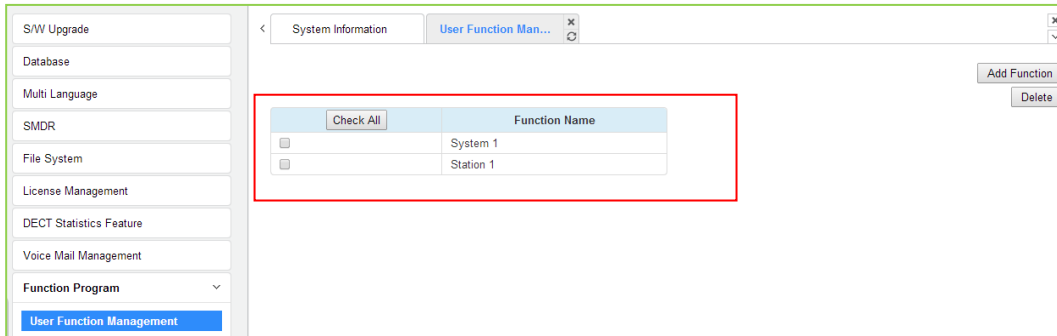 S/W Upgrade
Database
Multi Language
SMDR
File System
License Management
DECT Statistics Feature
Voice Mail Management
Function Program
User Function Management
System Information
User Function Man...
Add Function
Delete
Check All
Function Name
System 1
Station 1